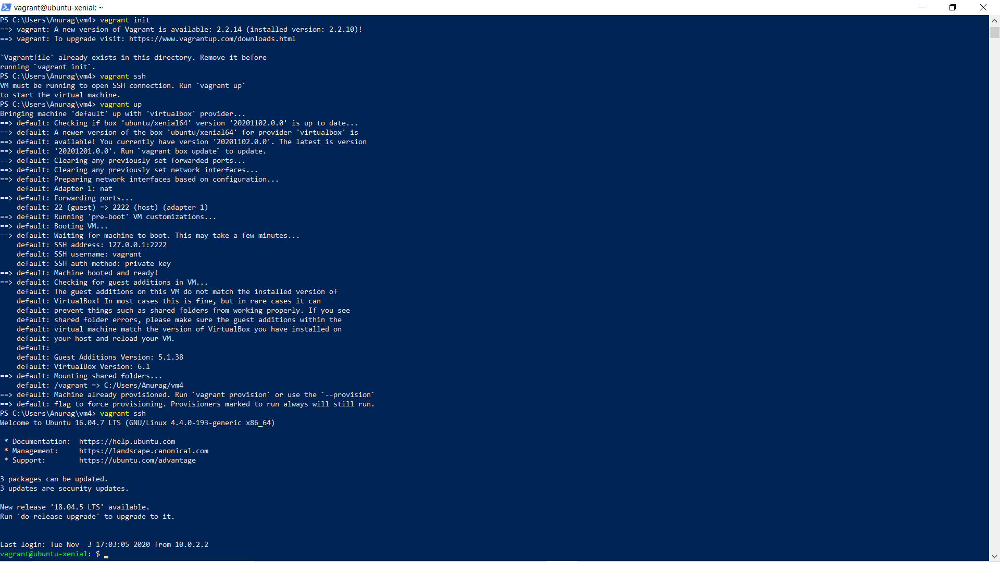 vagrant@ubuntu-xenial: ~
PS C:\Users\Anurag\vm4> vagrant init
==> vagrant: A new version of Vagrant is available: 2.2.14 (installed version: 2.2.10)!
==> vagrant: To upgrade visit: https://www.vagrantup.com/downloads.html
`Vagrantfile` already exists in this directory. Remove it before
running `vagrant init`.
PS C:\Users\Anurag\vm4> vagrant ssh
VM must be running to open SSH connection. Run `vagrant up`
to start the virtual machine.
PS C:\Users\Anurag\vm4> vagrant up
Bringing machine 'default' up with 'virtualbox' provider...
==> default: Checking if box 'ubuntu/xenial64' version '20201102.0.0' is up to date...
==> default: A newer version of the box 'ubuntu/xenial64' for provider 'virtualbox' is
==> default: available! You currently have version '20201102.0.0'. The latest is version
==> default: '20201201.0.0'. Run `vagrant box update` to update.
==> default: Clearing any previously set forwarded ports...
==> default: Clearing any previously set network interfaces...
==> default: Preparing network interfaces based on configuration...
    default: Adapter 1: nat
==> default: Forwarding ports...
    default: 22 (guest) => 2222 (host) (adapter 1)
==> default: Running 'pre-boot' VM customizations...
==> default: Booting VM...
==> default: Waiting for machine to boot. This may take a few minutes...
    default: SSH address: 127.0.0.1:2222
    default: SSH username: vagrant
    default: SSH auth method: private key
==> default: Machine booted and ready!
==> default: Checking for guest additions in VM...
    default: The guest additions on this VM do not match the installed version of
    default: VirtualBox! In most cases this is fine, but in rare cases it can
    default: prevent things such as shared folders from working properly. If you see
    default: shared folder errors, please make sure the guest additions within the
    default: virtual machine match the version of VirtualBox you have installed on
    default: your host and reload your VM.
    default:
    default: Guest Additions Version: 5.1.38
    default: VirtualBox Version: 6.1
==> default: Mounting shared folders...
    default: /vagrant => C:/Users/Anurag/vm4
==> default: Machine already provisioned. Run `vagrant provision` or use the `--provision`
==> default: flag to force provisioning. Provisioners marked to run always will still run.
PS C:\Users\Anurag\vm4> vagrant ssh
Welcome to Ubuntu 16.04.7 LTS (GNU/Linux 4.4.0-193-generic x86_64)
 * Documentation:  https://help.ubuntu.com
 * Management:     https://landscape.canonical.com
 * Support:        https://ubuntu.com/advantage
3 packages can be updated.
3 updates are security updates.
New release '18.04.5 LTS' available.
Run 'do-release-upgrade' to upgrade to it.
Last login: Tue Nov  3 17:03:05 2020 from 10.0.2.2
vagrant@ubuntu-xenial: $